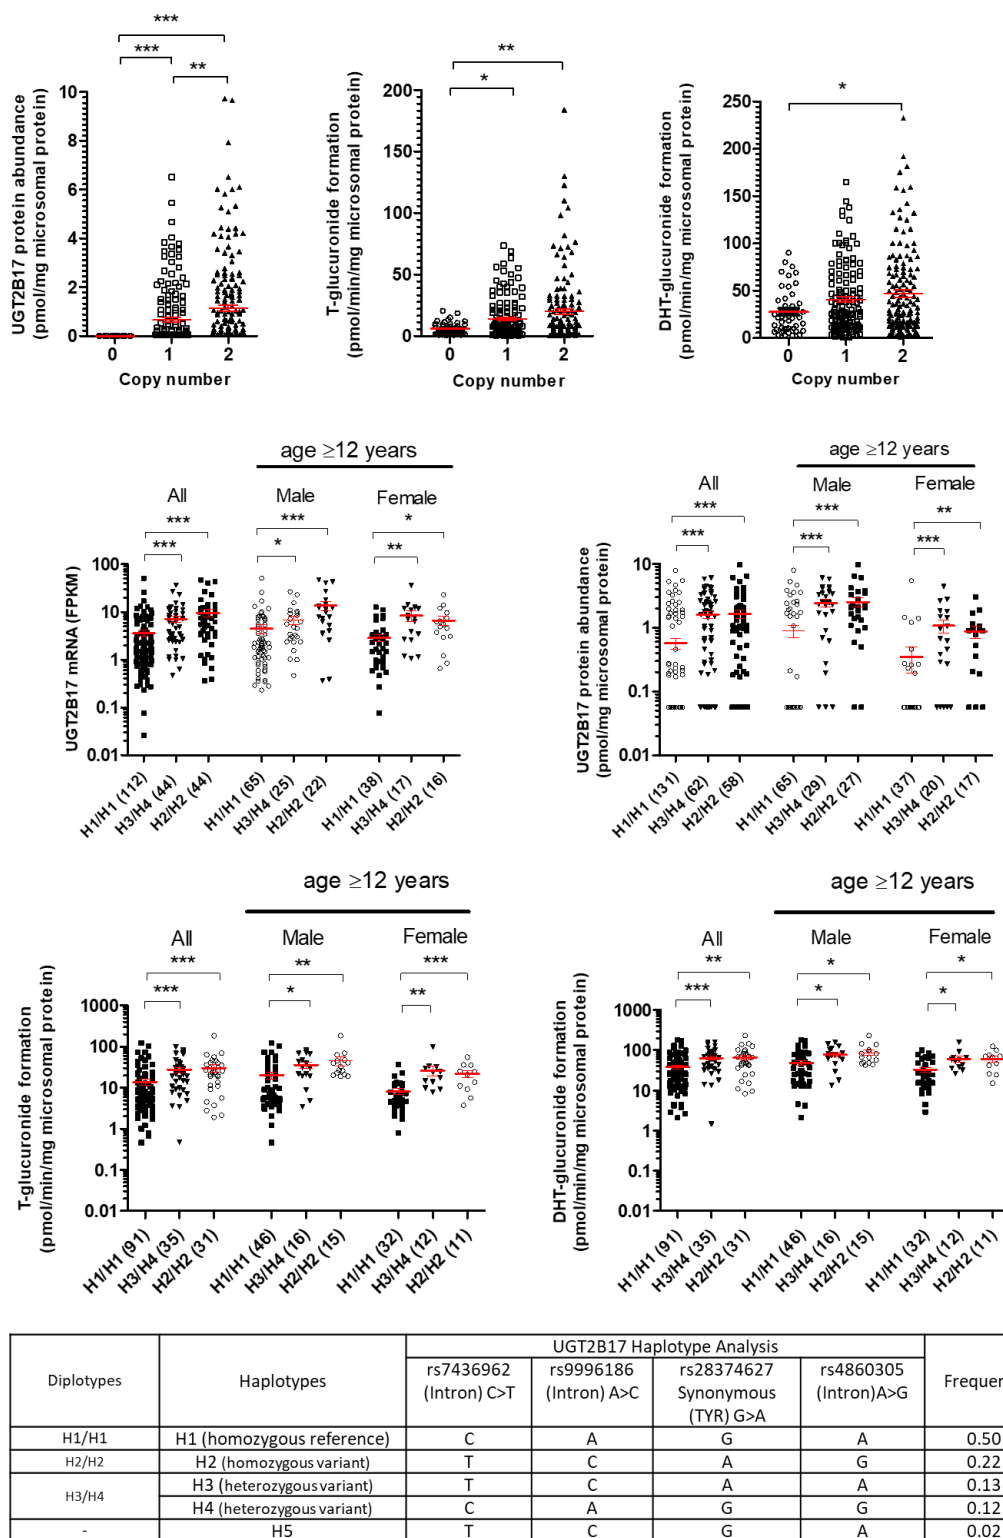 ***
***
**
UGT2B17 protein abundance
(pmol/mg microsomal protein)
10
8
6
4
2
0
0 1 2
Copy number
**
*
T-glucuronide formation
(pmol/min/mg microsomal protein)
200
150
100
50
0
0 1 2
Copy number
*
DHT-glucuronide formation
(pmol/min/mg microsomal protein)
250
200
150
100
50
0
0 1 2
Copy number
age ≥12 years
All Male Female
*** *** *
*** * **
UGT2B17 mRNA (FPKM)
100
10
1
0.1
0.01
H1/H1 (112)
H3/H4 (44)
H2/H2 (44)
H1/H1 (65)
H3/H4 (25)
H2/H2 (22)
H1/H1 (38)
H3/H4 (17)
H2/H2 (16)
age ≥12 years
All Male Female
*** *** **
*** *** ***
UGT2B17 protein abundance
(pmol/mg microsomal protein)
10
1
0.1
0.01
H1/H1 (131)
H3/H4 (62)
H2/H2 (58)
H1/H1 (65)
H3/H4 (29)
H2/H2 (27)
H1/H1 (37)
H3/H4 (20)
H2/H2 (17)
age ≥12 years
All Male Female
*** ** ***
*** * **
T-glucuronide formation
(pmol/min/mg microsomal protein)
1000
100
10
1
0.1
0.01
H1/H1 (91)
H3/H4 (35)
H2/H2 (31)
H1/H1 (46)
H3/H4 (16)
H2/H2 (15)
H1/H1 (32)
H3/H4 (12)
H2/H2 (11)
age ≥12 years
All Male Female
** * *
*** * *
DHT-glucuronide formation
(pmol/min/mg microsomal protein)
1000
100
10
1
0.1
0.01
H1/H1 (91)
H3/H4 (35)
H2/H2 (31)
H1/H1 (46)
H3/H4 (16)
H2/H2 (15)
H1/H1 (32)
H3/H4 (12)
H2/H2 (11)
UGT2B17 Haplotype Analysis
Diplotypes Haplotypes rs7436962 (Intron) C>T rs9996186 (Intron) A>C rs28374627 Synonymous (TYR) G>A rs4860305 (Intron)A>G Frequen
H1/H1 H1 (homozygous reference) C A G A 0.50
H2/H2 H2 (homozygous variant) T C A G 0.22
H3/H4 H3 (heterozygous variant) T C A A 0.13
H4 (heterozygous variant) C A G G 0.12
- H5 T C G A 0.02